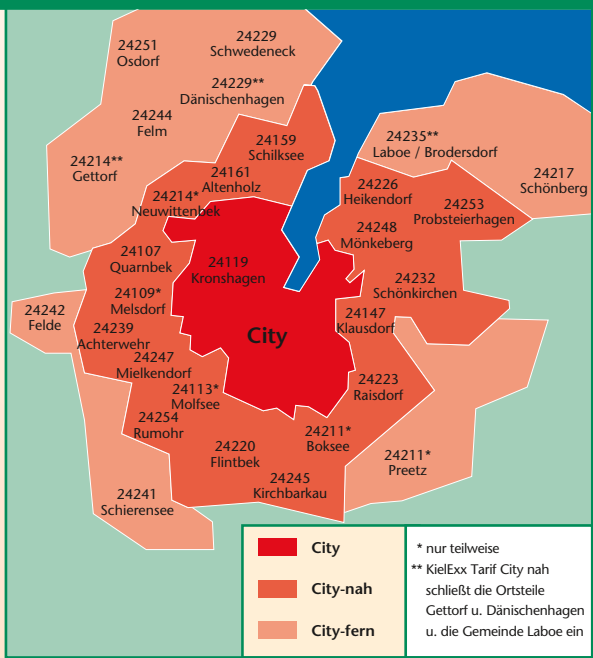 24251
Osdorf
24229
Schwedeneck
24229**
Dänischenhagen
24244
Felm
24214**
Gettorf
24159
Schilksee
24161
Altenholz
24214*
Neuwittenbek
24235**
Laboe / Brodersdorf
24217
Schönberg
24226
Heikendorf
24253
Probsteierhagen
24248
Mönkeberg
24107
Quarnbek
24119
Kronshagen
24232
Schönkirchen
24109*
Melsdorf
24242
Felde
24147
Klausdorf
24239
Achterwehr
City
24247
Mielkendorf
24113*
Molfsee
24223
Raisdorf
24254
Rumohr
24211*
Boksee
24220
Flintbek
24211*
Preetz
24245
Kirchbarkau
24241
Schierensee
City
City-nah
City-fern
* nur teilweise
** KielExx Tarif City nah
schließt die Ortsteile
Gettorf u. Dänischenhagen
u. die Gemeinde Laboe ein